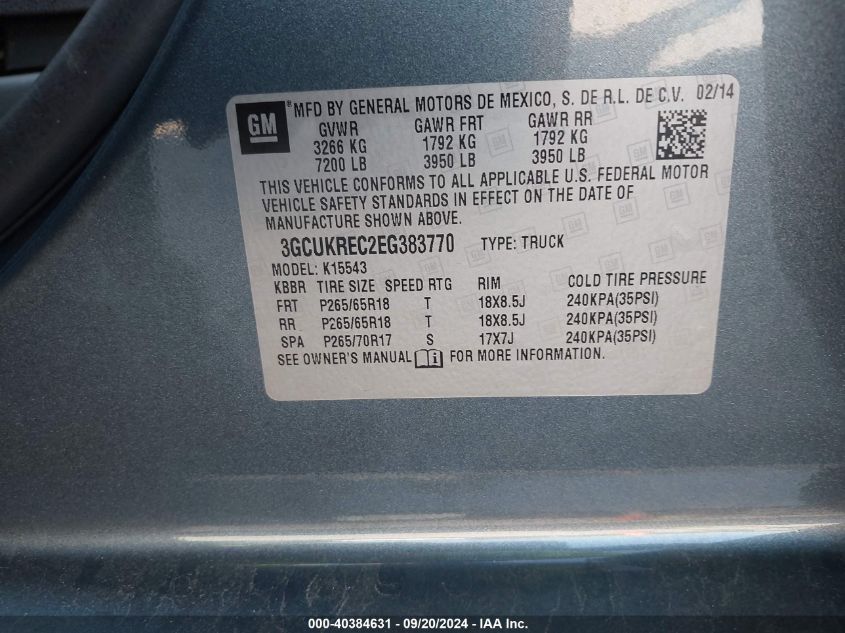 GM ® MFD BY GENERAL MOTORS DE MEXICO, S. DE R.L. DE C.V. 02/14
GVWR GAWR FRT GAWR RR
3266 KG 1792 KG 1792 KG
7200 LB 3950 LB 3950 LB
THIS VEHICLE CONFORMS TO ALL APPLICABLE U.S. FEDERAL MOTOR
VEHICLE SAFETY STANDARDS IN EFFECT ON THE DATE OF
MANUFACTURE SHOWN ABOVE.
3GCUKREC2EG383770 TYPE: TRUCK
MODEL: K15543
KBBR TIRE SIZE SPEED RTG RIM COLD TIRE PRESSURE
FRT P265/65R18 T 18X8.5J 240KPA(35PSI)
RR P265/65R18 T 18X8.5J 240KPA(35PSI)
SPA P265/70R17 S 17X7J 240KPA(35PSI)
SEE OWNER'S MANUAL FOR MORE INFORMATION.
000-40384631 - 09/20/2024 - IAA Inc.